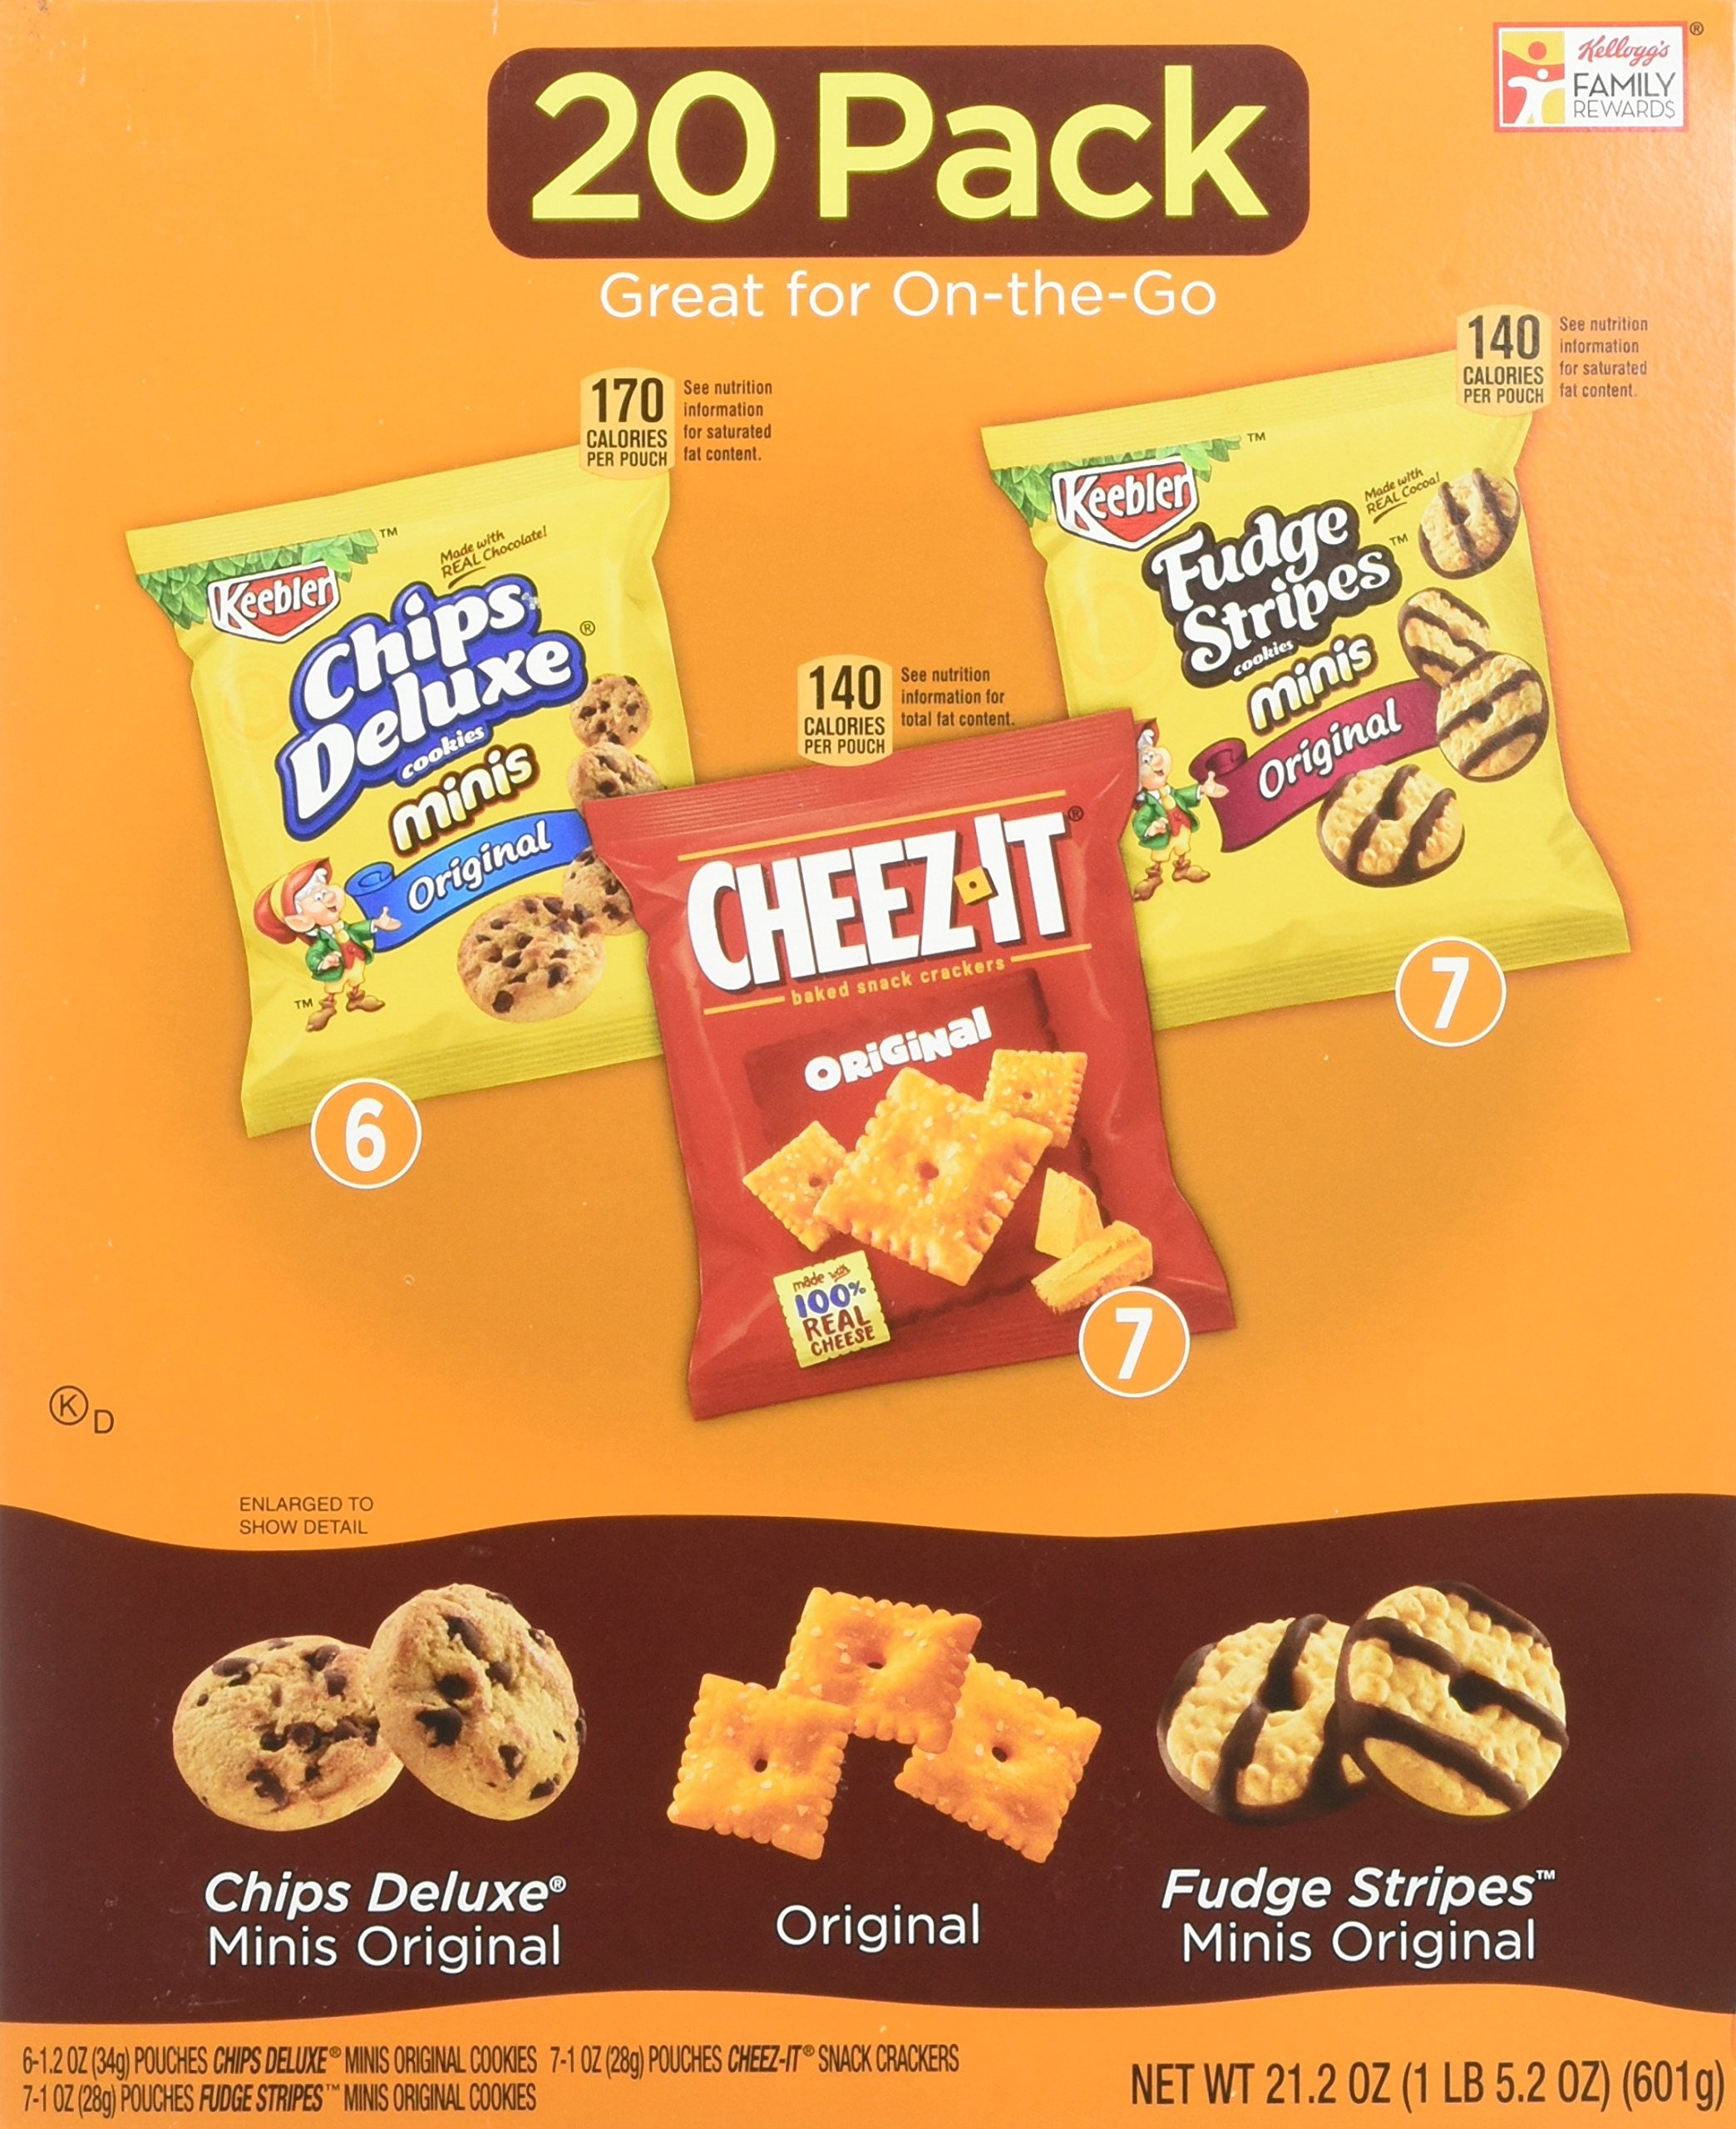 20 Pack
Great for On-the-Go
Kellogg's
FAMILY
REWARDS
®
170
CALORIES
PER POUCH
See nutrition
information
for saturated
fat content.
140
CALORIES
PER POUCH
See nutrition
information
for saturated
fat content.
Keebler
™
Made with
REAL Chocolate!
Chips
Deluxe®
cookies
minis
Original
™
6
140
CALORIES
PER POUCH
See nutrition
information for
total fat content.
CHEEZ-IT®
baked snack crackers
ORiGiNal
made with
100%
REAL
CHEESE
7
Keebler
™
Made with
REAL Cocoa!
Fudge
Stripes™
cookies
minis
Original
7
K D
ENLARGED TO
SHOW DETAIL
Chips Deluxe®
Minis Original
Original
Fudge Stripes™
Minis Original
6-1.2 OZ (34g) POUCHES CHIPS DELUXE® MINIS ORIGINAL COOKIES 7-1 OZ (28g) POUCHES CHEEZ-IT® SNACK CRACKERS
7-1 OZ (28g) POUCHES FUDGE STRIPES™ MINIS ORIGINAL COOKIES
NET WT 21.2 OZ (1 LB 5.2 OZ) (601g)